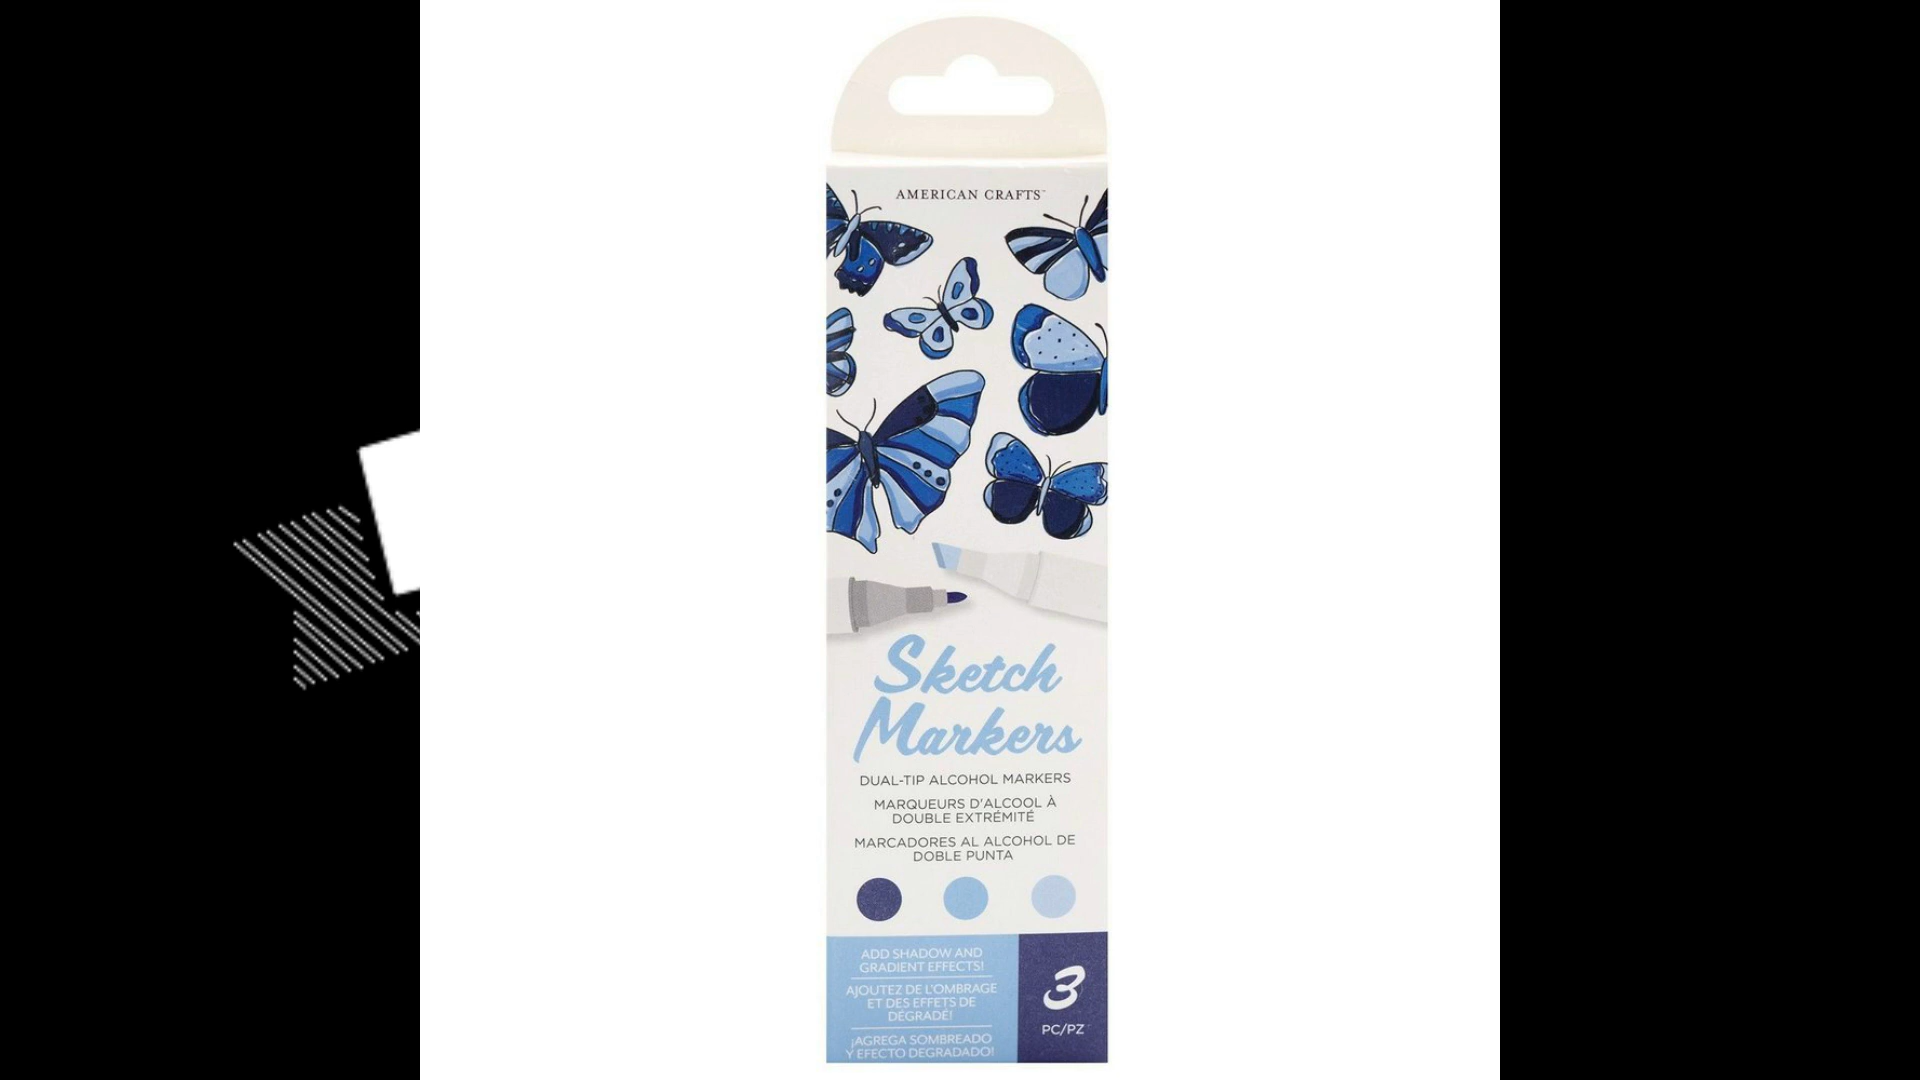 AMERICAN CRAFTS™
Sketch
Markers
DUAL-TIP ALCOHOL MARKERS
MARQUEURS D'ALCOOL À
DOUBLE EXTRÉMITÉ
MARCADORES AL ALCOHOL DE
DOBLE PUNTA
ADD SHADOW AND
GRADIENT EFFECTS!
AJOUTEZ DE L'OMBRAGE
ET DES EFFETS DE
DÉGRADÉ!
¡AGREGA SOMBREADO
Y EFECTO DEGRADADO!
3
PC/PZ